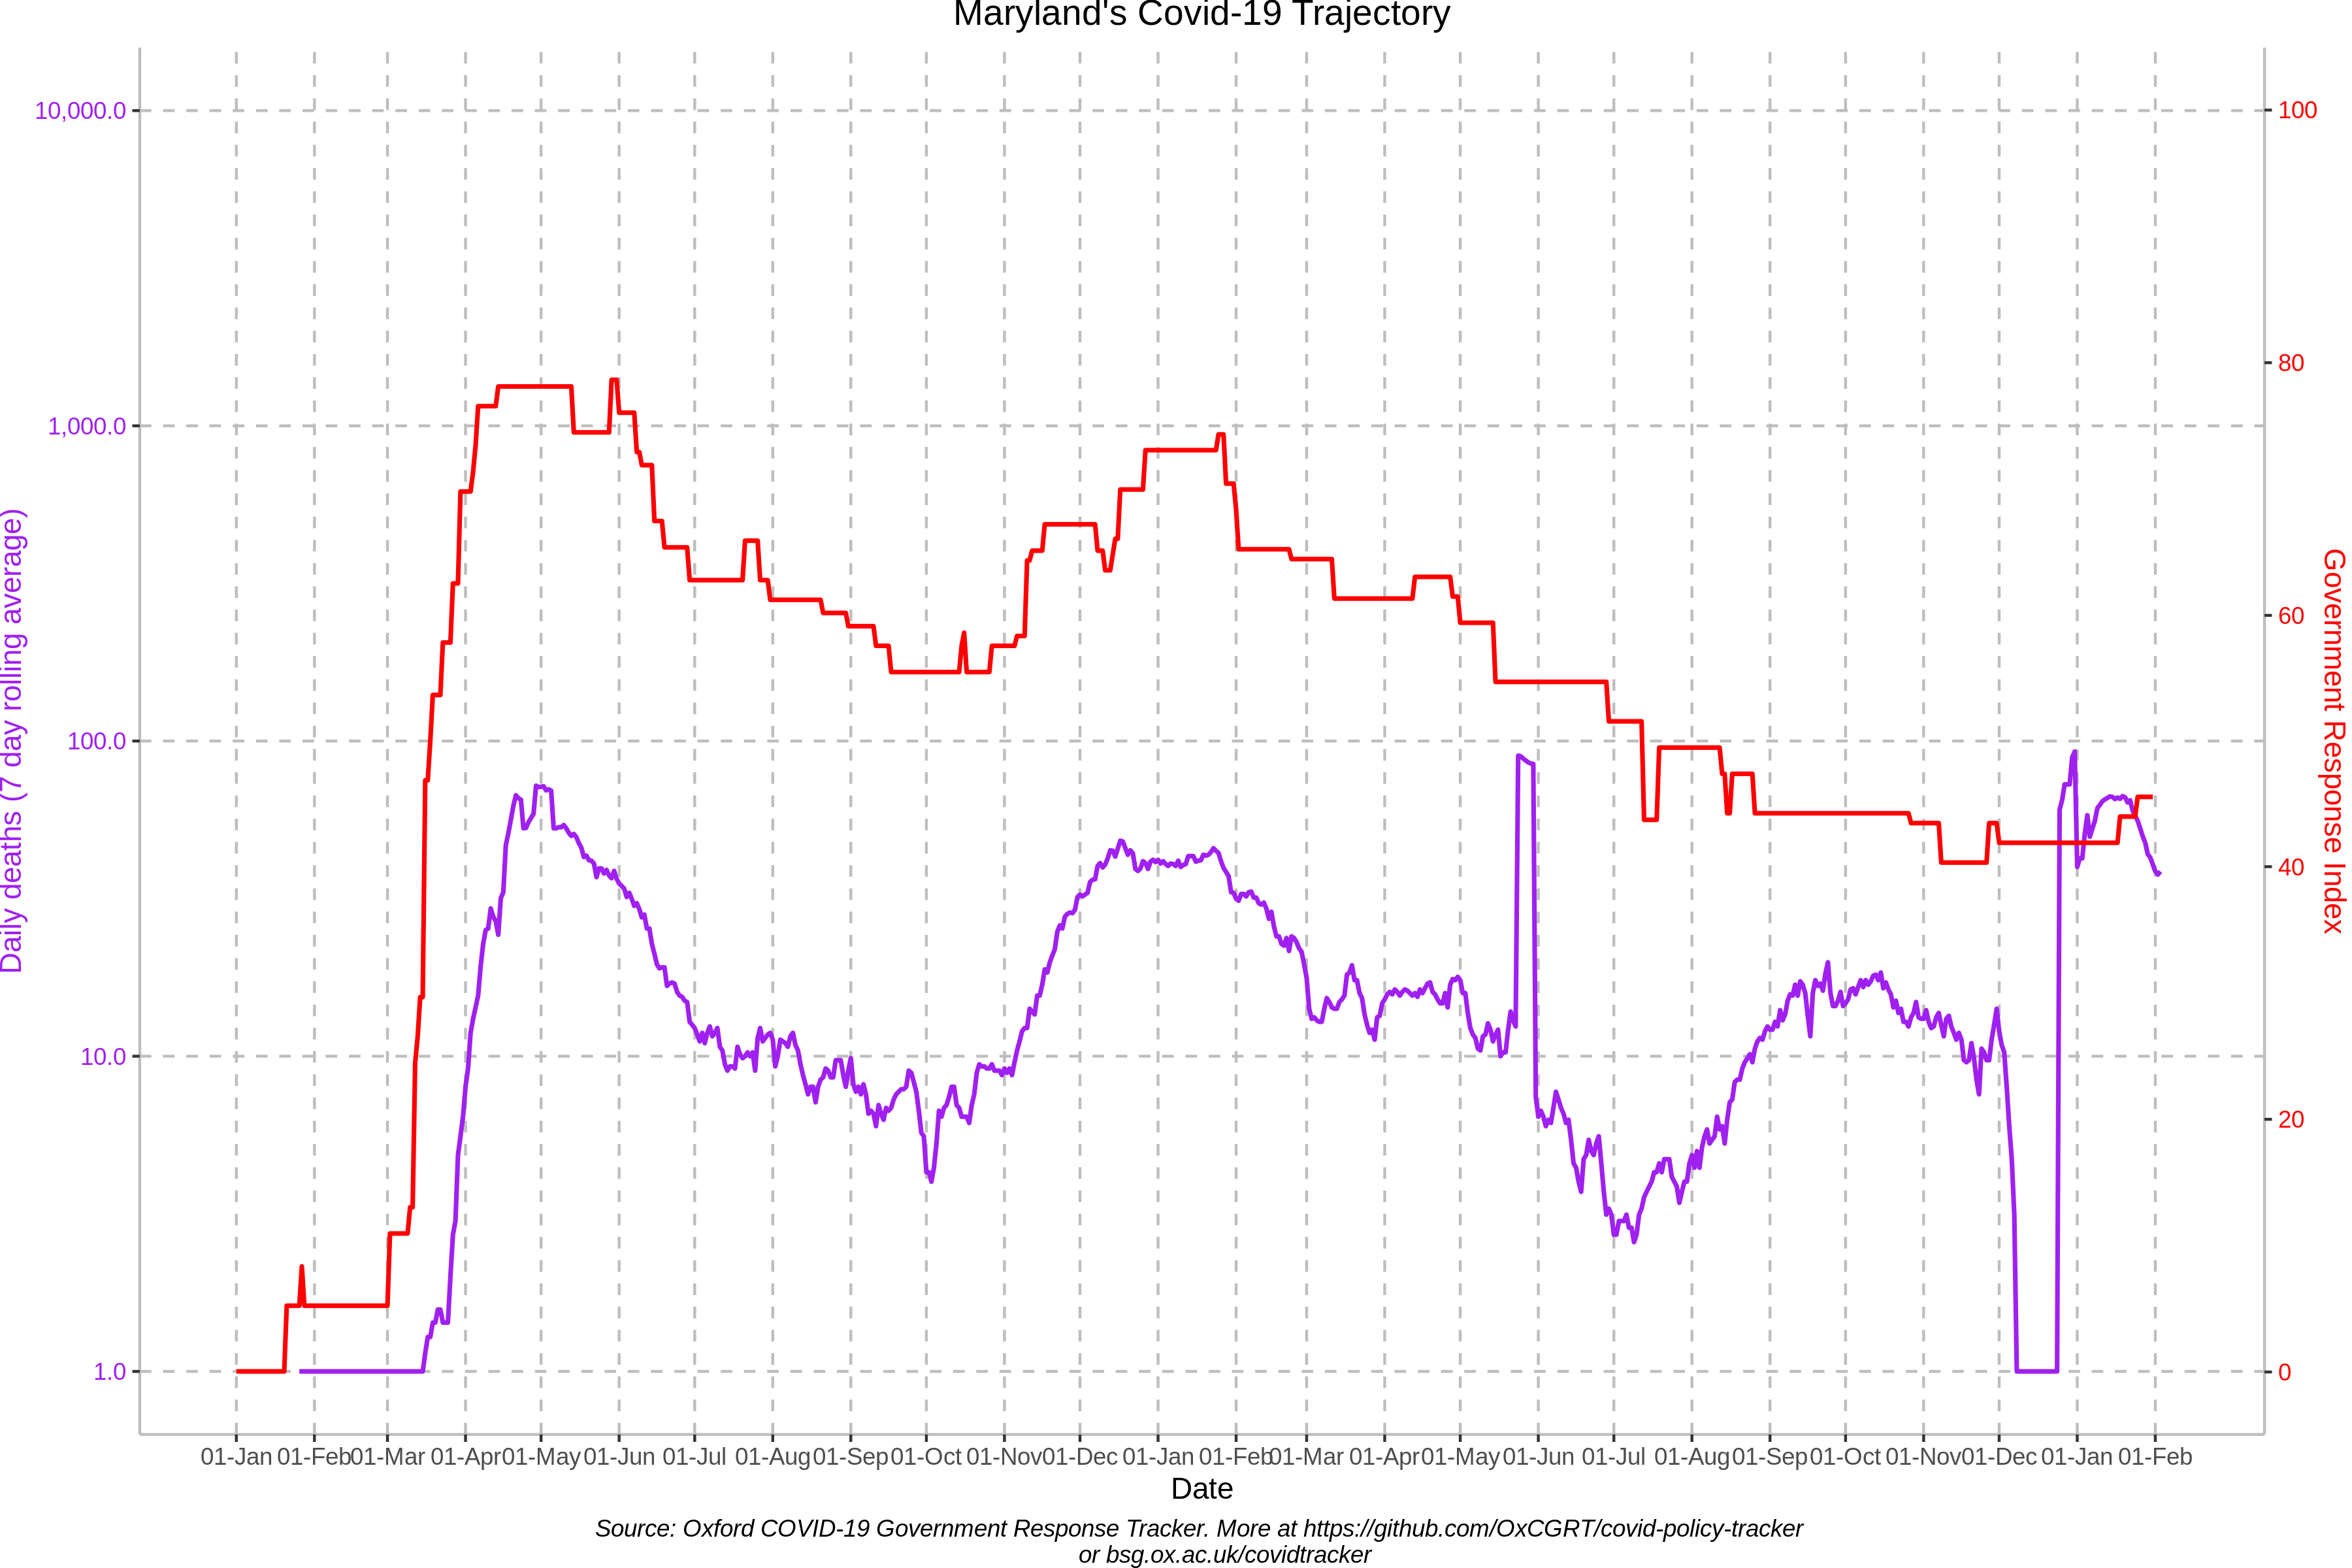 Maryland's Covid-19 Trajectory
10,000.0
1,000.0
100.0
10.0
1.0
Daily deaths (7 day rolling average)
100
80
60
40
20
0
Government Response Index
01-Jan 01-Feb 01-Mar 01-Apr 01-May 01-Jun 01-Jul 01-Aug 01-Sep 01-Oct 01-Nov 01-Dec 01-Jan 01-Feb 01-Mar 01-Apr 01-May 01-Jun 01-Jul 01-Aug 01-Sep 01-Oct 01-Nov 01-Dec 01-Jan 01-Feb
Date
Source: Oxford COVID-19 Government Response Tracker. More at https://github.com/OxCGRT/covid-policy-tracker
or bsg.ox.ac.uk/covidtracker